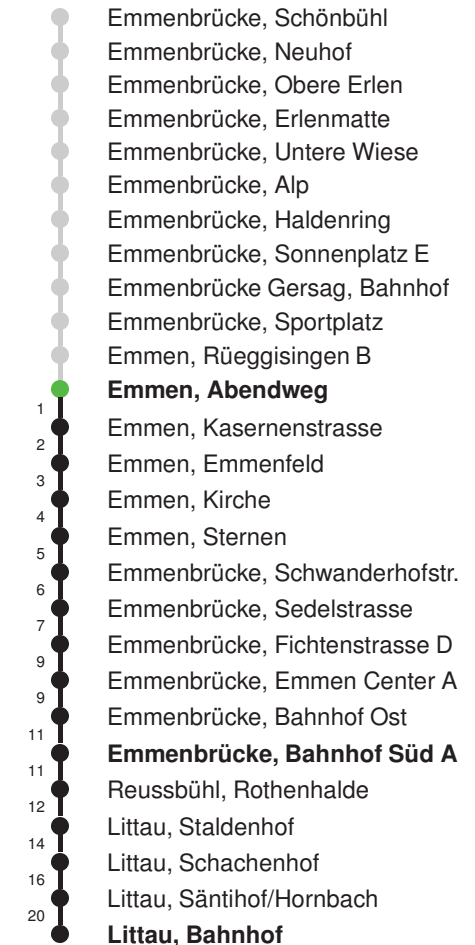 Emmenbrücke, Schönbühl
Emmenbrücke, Neuhof
Emmenbrücke, Obere Erlen
Emmenbrücke, Erlenmatte
Emmenbrücke, Untere Wiese
Emmenbrücke, Alp
Emmenbrücke, Haldenring
Emmenbrücke, Sonnenplatz E
Emmenbrücke Gersag, Bahnhof
Emmenbrücke, Sportplatz
Emmen, Rüeggisingen B
Emmen, Abendweg
1
Emmen, Kasernenstrasse
2
Emmen, Emmenfeld
3
Emmen, Kirche
4
Emmen, Sternen
5
Emmenbrücke, Schwanderhofstr.
6
Emmenbrücke, Sedelstrasse
7
Emmenbrücke, Fichtenstrasse D
9
Emmenbrücke, Emmen Center A
9
Emmenbrücke, Bahnhof Ost
11
Emmenbrücke, Bahnhof Süd A
11
Reussbühl, Rothenhalde
12
Littau, Staldenhof
14
Littau, Schachenhof
16
Littau, Säntihof/Hornbach
20
Littau, Bahnhof